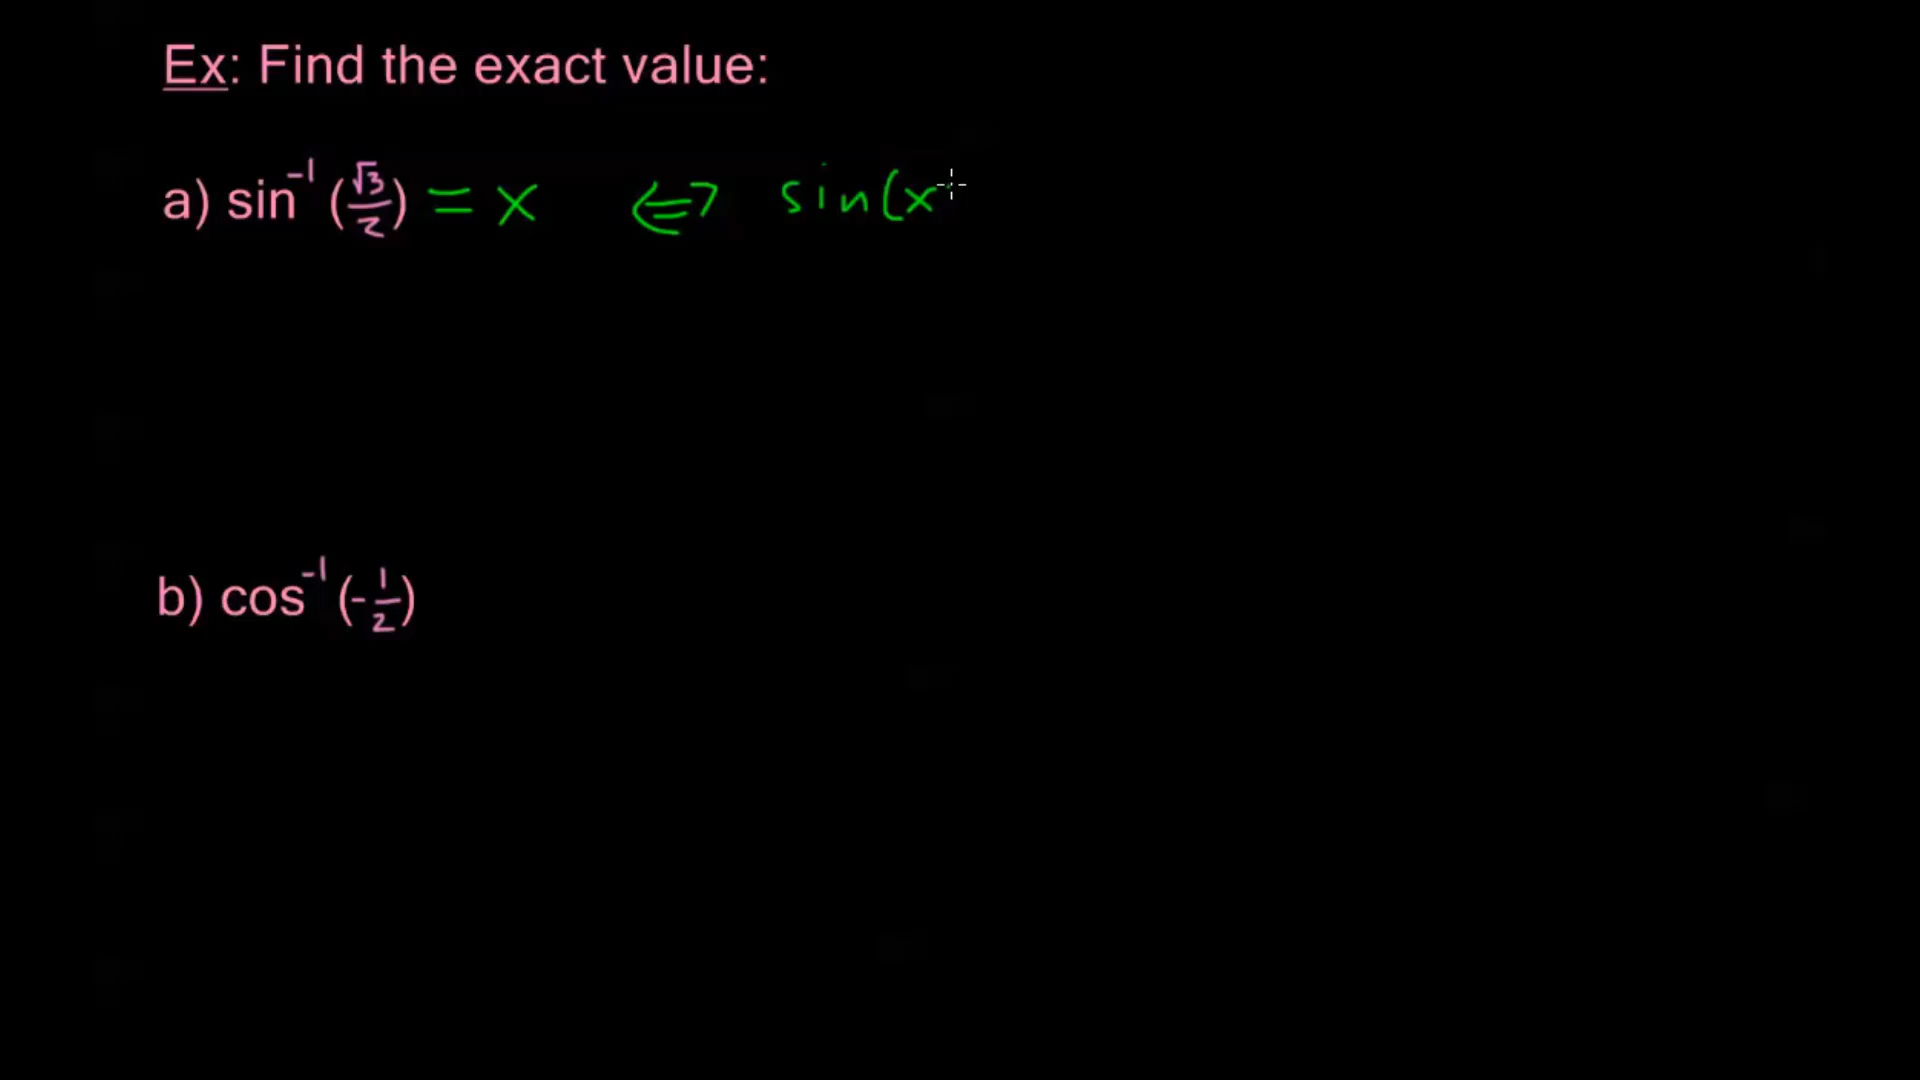 Ex: Find the exact value:
a) sin⁻¹(√3/2) = x ⇔ sin(x
b) cos⁻¹(-1/2)